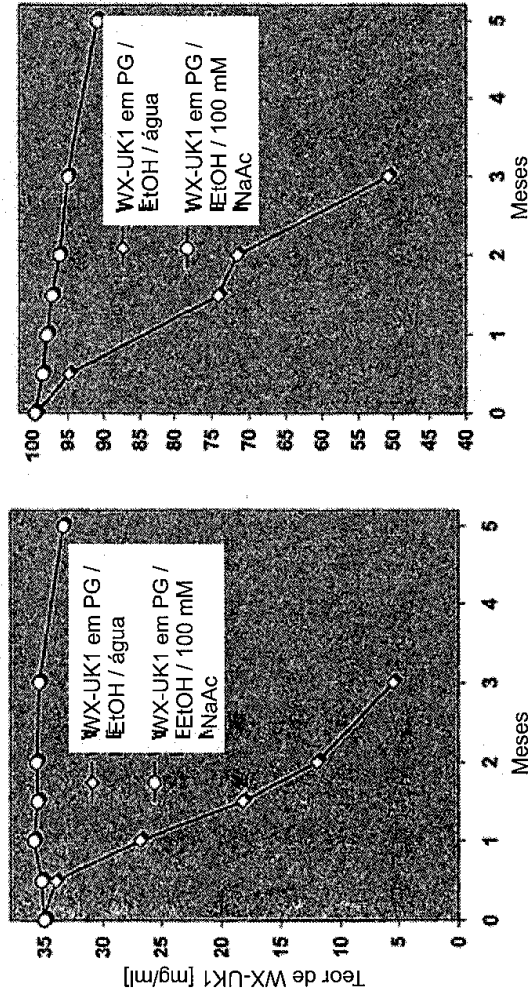 Teor de WX-UK1 [mg/ml]
35
30
25
20
15
10
5
0
WX-UK1 em PG /
EtOH / água
WX-UK1 em PG /
EtOH / 100 mM
NaAc
0 1 2 3 4 5
Meses
100
95
90
85
80
75
70
65
60
55
50
45
40
WX-UK1 em PG /
EtOH / água
WX-UK1 em PG /
EtOH / 100 mM
NaAc
0 1 2 3 4 5
Meses